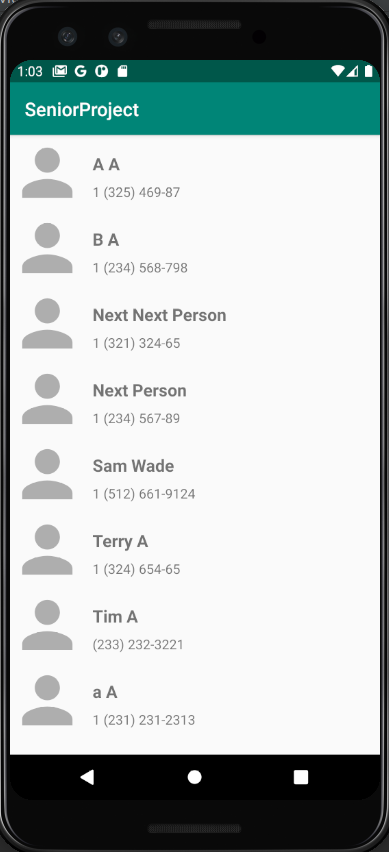 1:03
SeniorProject
A A
1 (325) 469-87
B A
1 (234) 568-798
Next Next Person
1 (321) 324-65
Next Person
1 (234) 567-89
Sam Wade
1 (512) 661-9124
Terry A
1 (324) 654-65
Tim A
(233) 232-3221
a A
1 (231) 231-2313